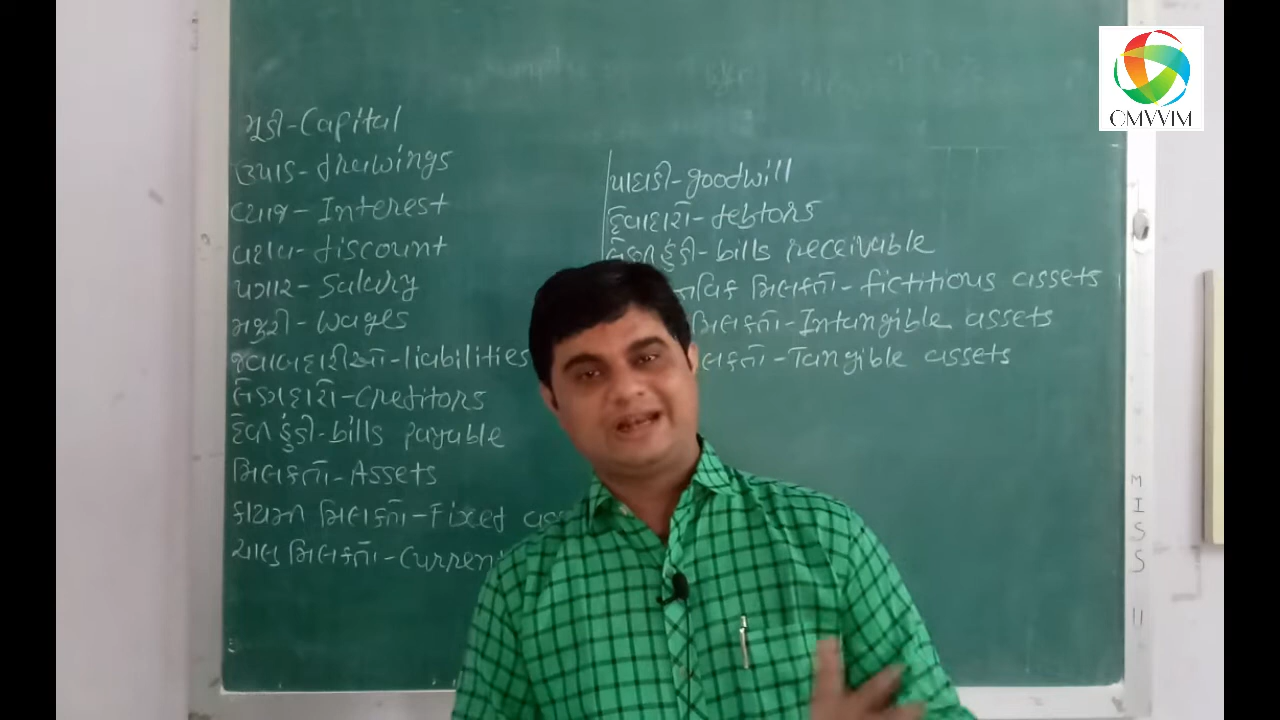 મૂડી-Capital
ઉપાડ-drawings
વ્યાજ-Interest
વટાવ-discount
પગાર-Salary
મજૂરી-wages
જવાબદારીઓ-liabilities
લેણદારો-Creditors
દેવીહૂંડી-bills payable
મિલકતો-Assets
કાયમી મિલકતો-Fixed
ચાલુ મિલકતો-Curren
પાઘડી-goodwill
દેવાદારો-debtors
bills receivable
મિલકતો-fictitious assets
મિલકતો-Intangible assets
Tangible assets
CMVVIM
MISS 11